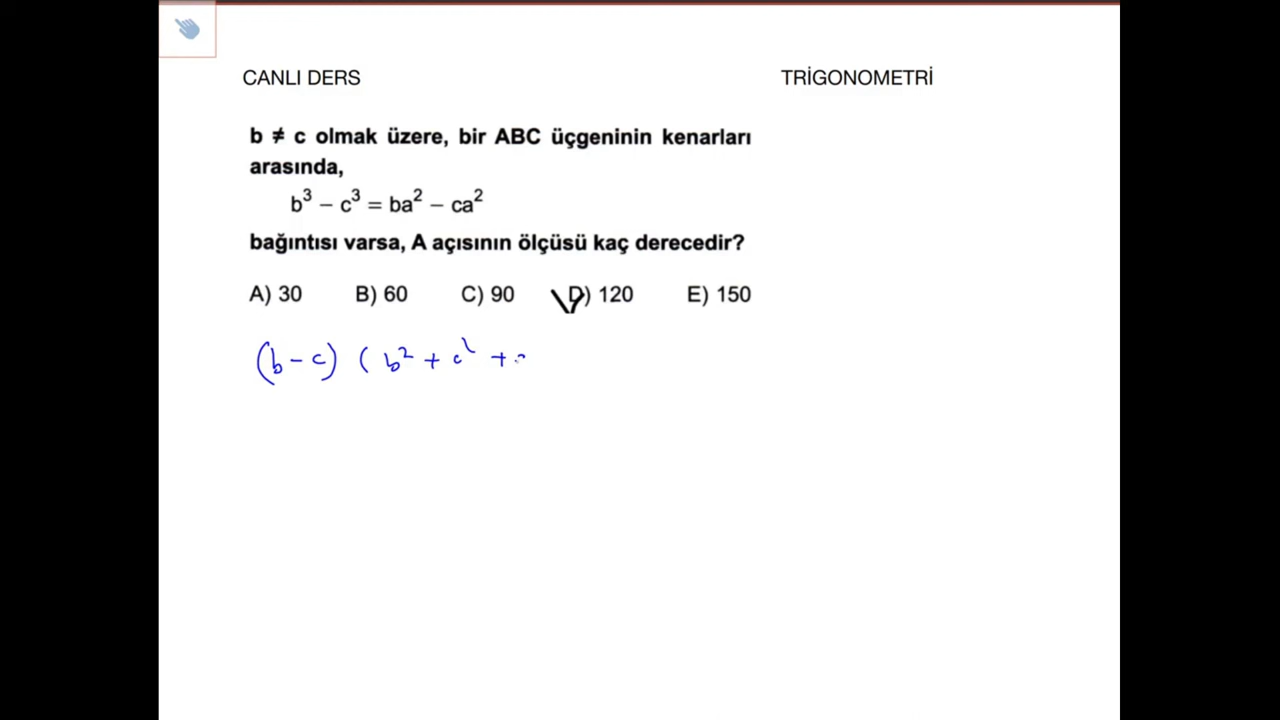 CANLI DERS
TRİGONOMETRİ
b ≠ c olmak üzere, bir ABC üçgeninin kenarları
arasında,
b³ − c³ = ba² − ca²
bağıntısı varsa, A açısının ölçüsü kaç derecedir?
A) 30 B) 60 C) 90 D) 120 E) 150
(b − c) (b² + c² +